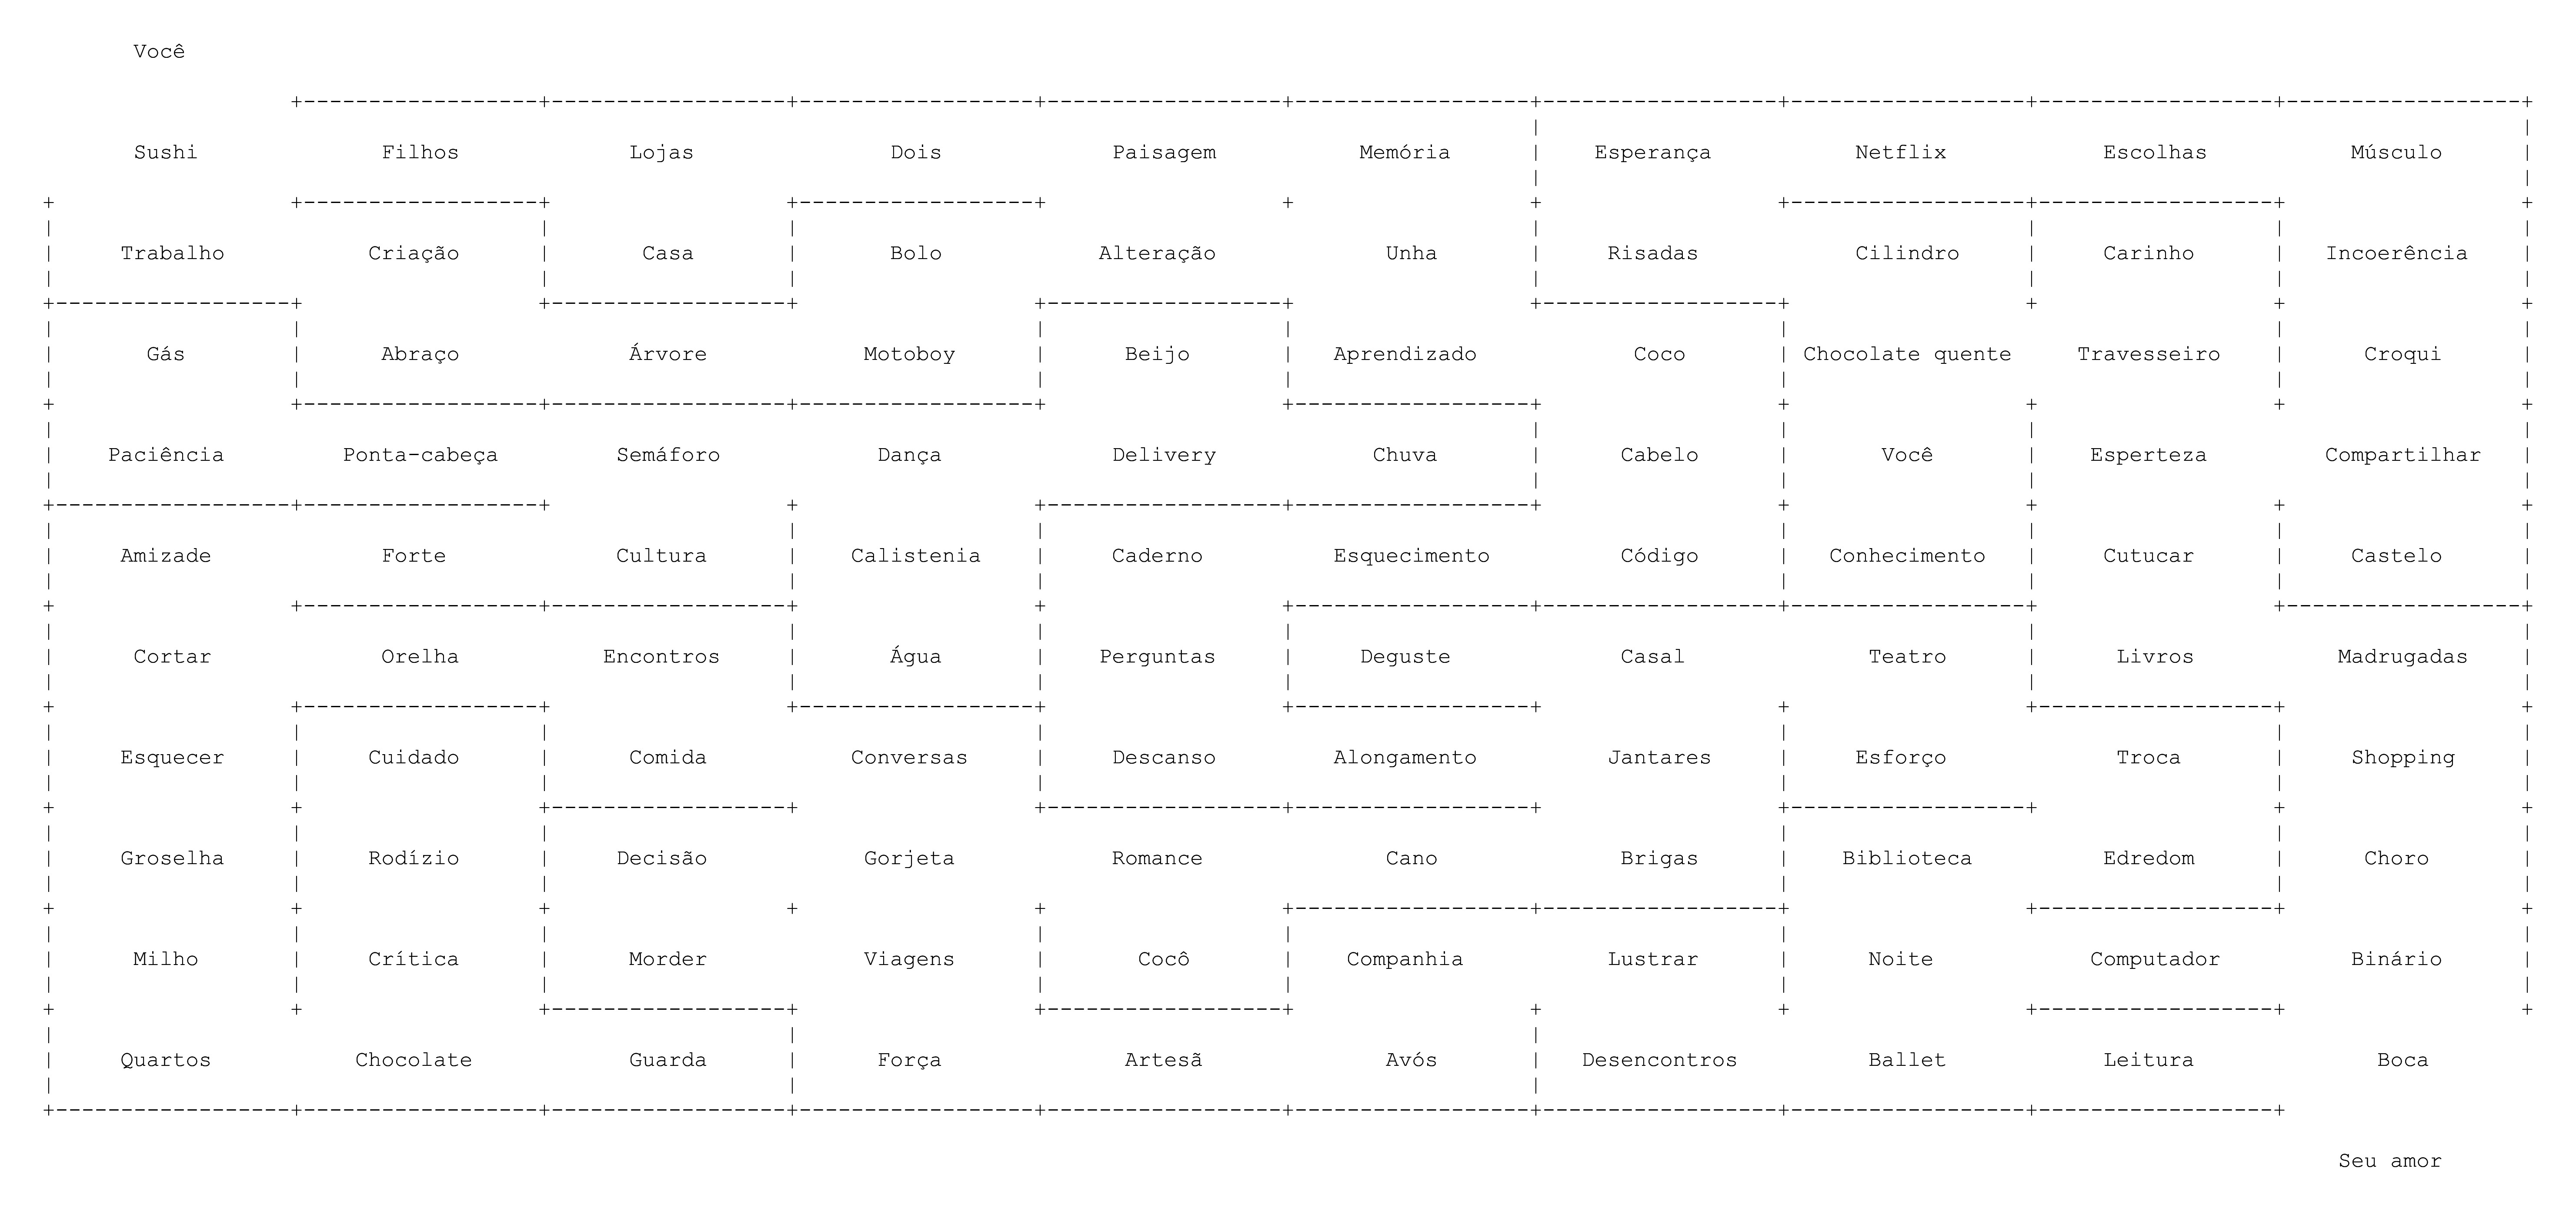 Você
Sushi Filhos Lojas Dois Paisagem Memória Esperança Netflix Escolhas Músculo
Trabalho Criação Casa Bolo Alteração Unha Risadas Cilindro Carinho Incoerência
Gás Abraço Árvore Motoboy Beijo Aprendizado Coco Chocolate quente Travesseiro Croqui
Paciência Ponta-cabeça Semáforo Dança Delivery Chuva Cabelo Você Esperteza Compartilhar
Amizade Forte Cultura Calistenia Caderno Esquecimento Código Conhecimento Cutucar Castelo
Cortar Orelha Encontros Água Perguntas Deguste Casal Teatro Livros Madrugadas
Esquecer Cuidado Comida Conversas Descanso Alongamento Jantares Esforço Troca Shopping
Groselha Rodízio Decisão Gorjeta Romance Cano Brigas Biblioteca Edredom Choro
Milho Crítica Morder Viagens Cocô Companhia Lustrar Noite Computador Binário
Quartos Chocolate Guarda Força Artesã Avós Desencontros Ballet Leitura Boca
Seu amor